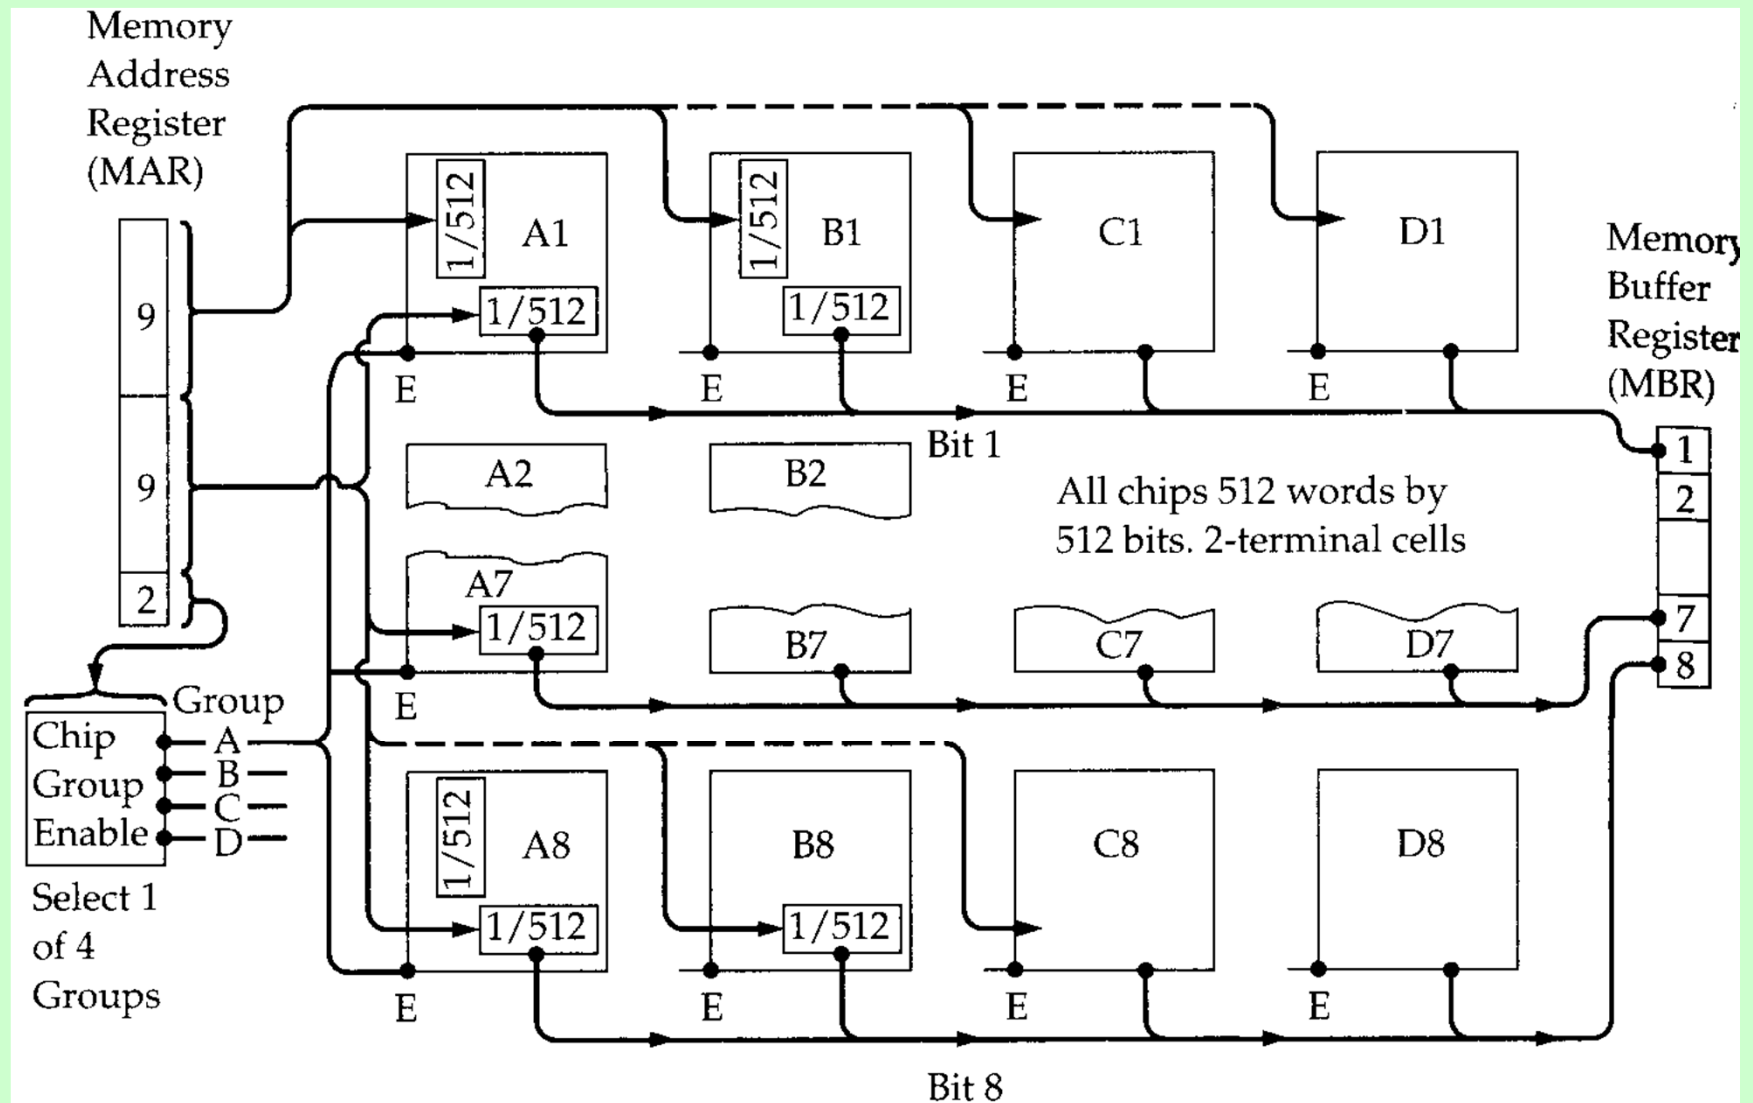 Memory
Address
Register
(MAR)
1/512
A1
1/512
B1
C1
D1
Memory
Buffer
Register
(MBR)
9
1/512
1/512
E
E
E
E
Bit 1
1
A2
B2
All chips 512 words by
512 bits. 2-terminal cells
2
9
A7
2
1/512
B7
C7
D7
7
8
E
Group
Chip
Group
Enable
A
B
C
D
1/512
A8
B8
C8
D8
Select 1
of 4
Groups
1/512
1/512
E
E
E
E
Bit 8